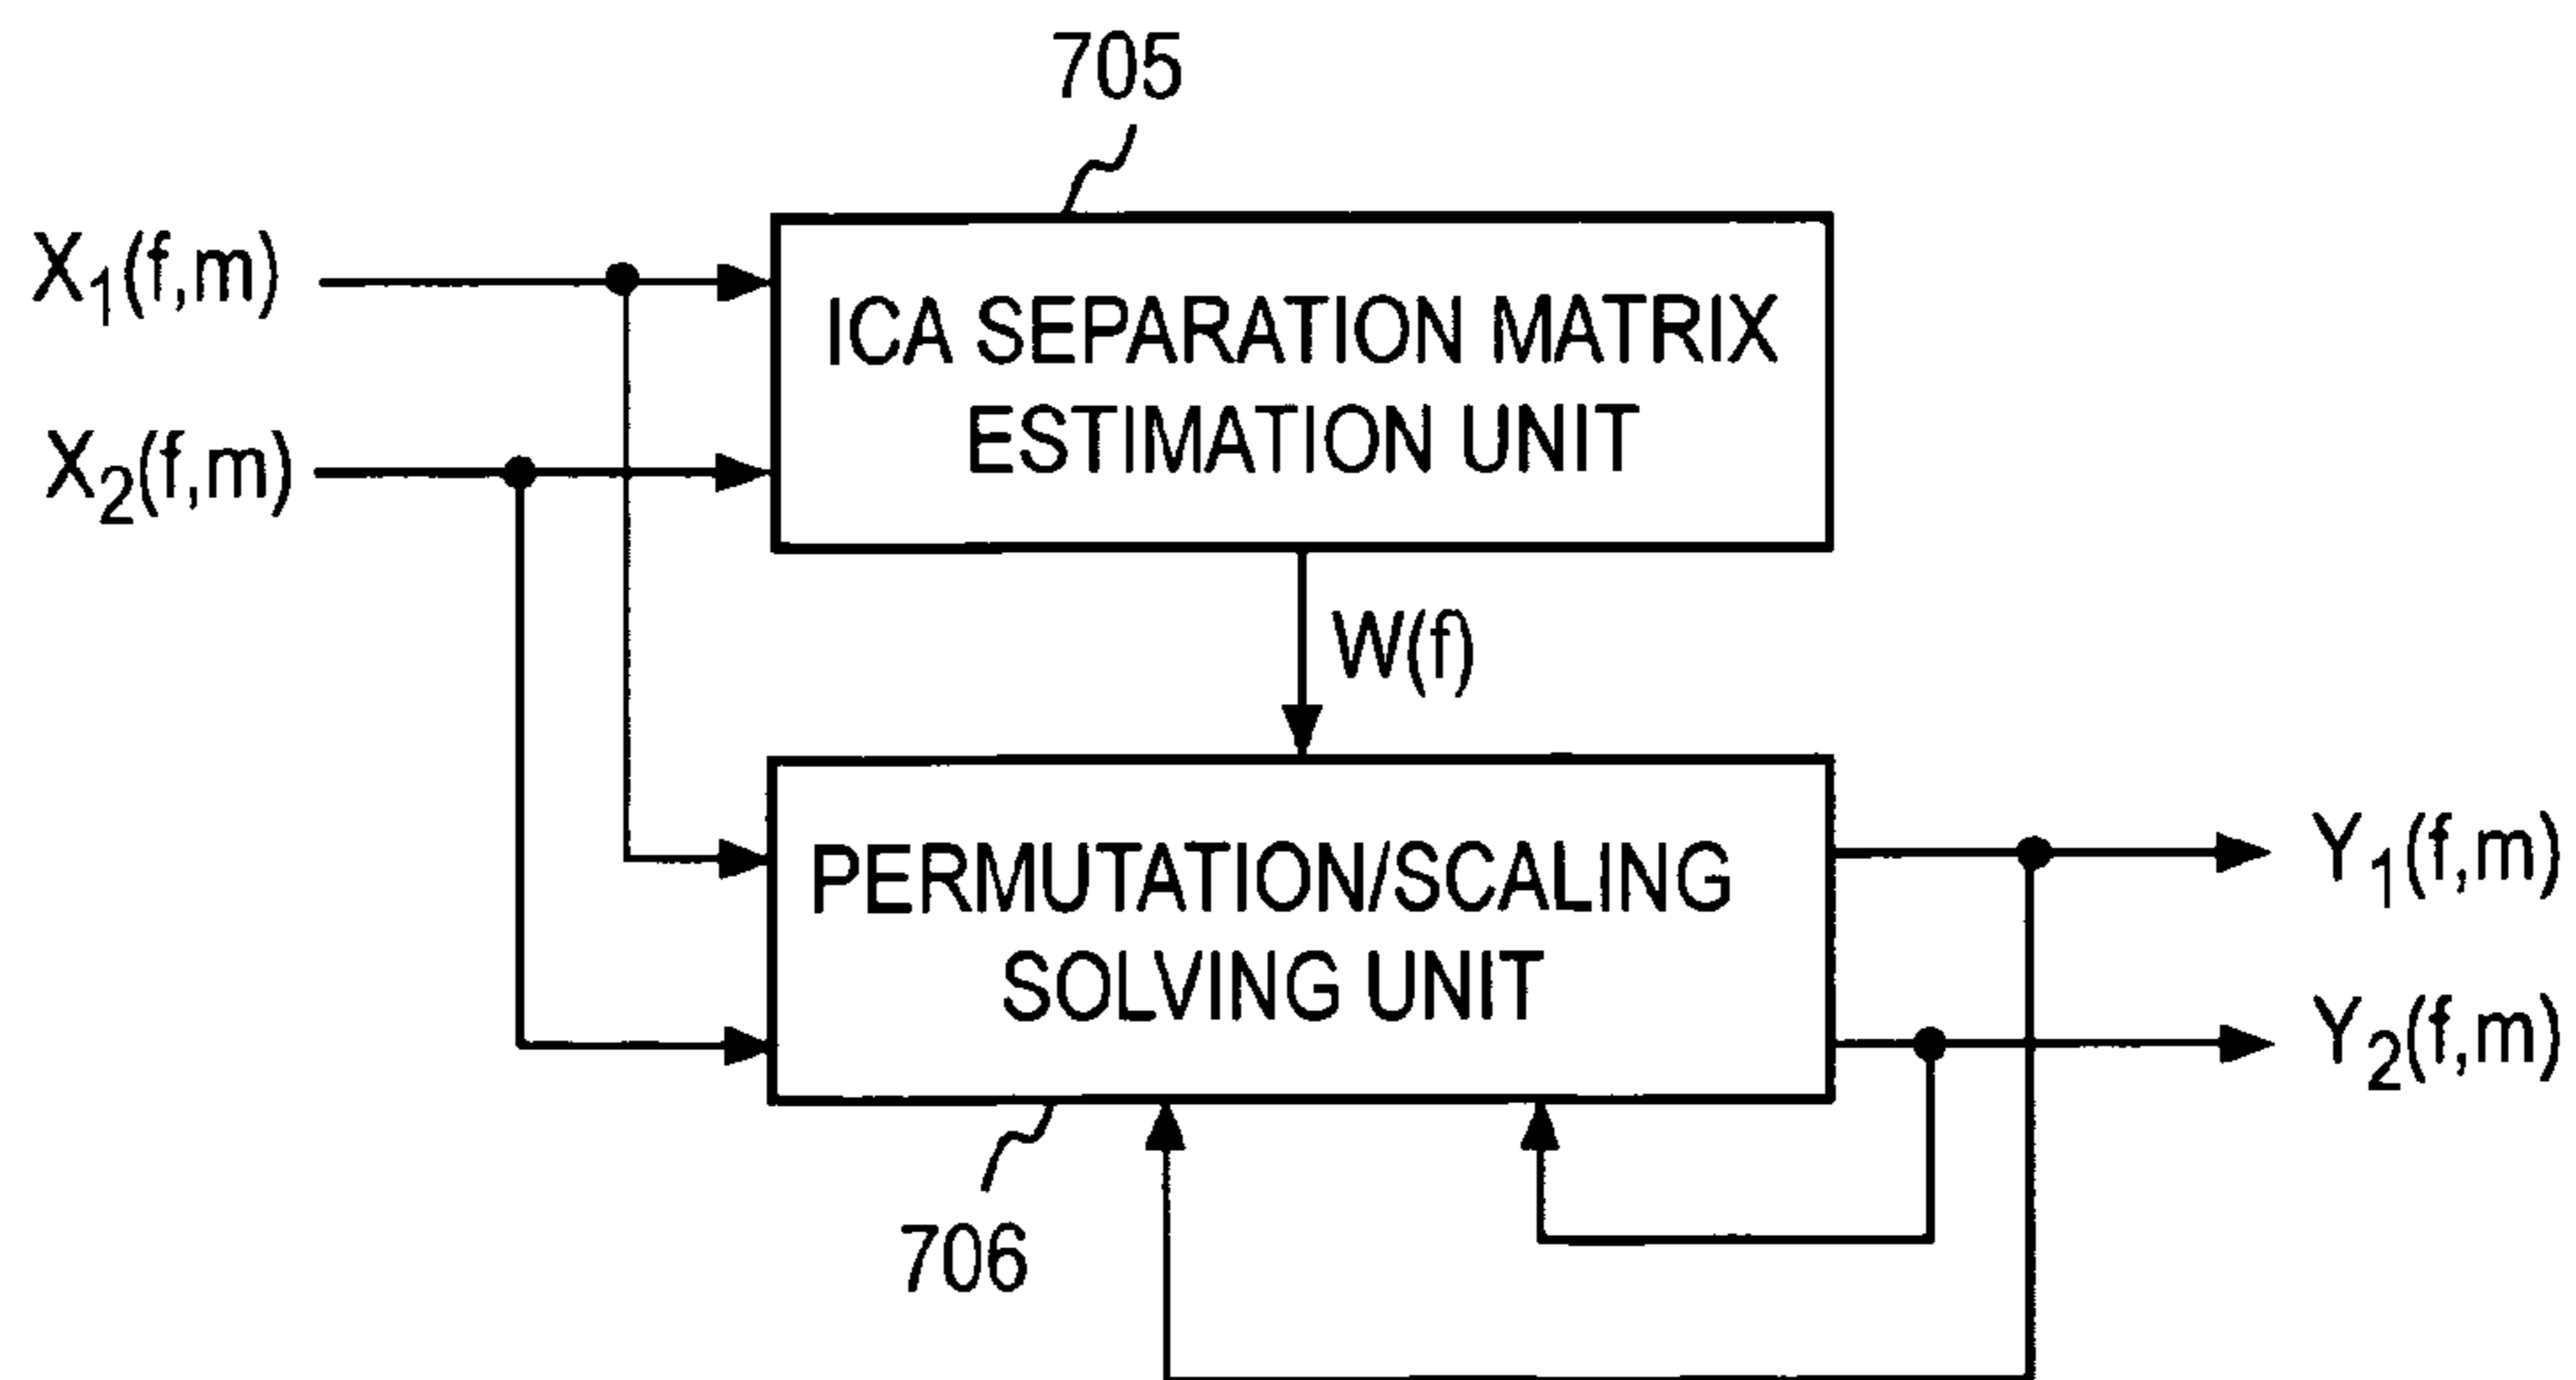 705
X1(f,m)
ICA SEPARATION MATRIX
ESTIMATION UNIT
X2(f,m)
W(f)
PERMUTATION/SCALING
SOLVING UNIT
Y1(f,m)
Y2(f,m)
706